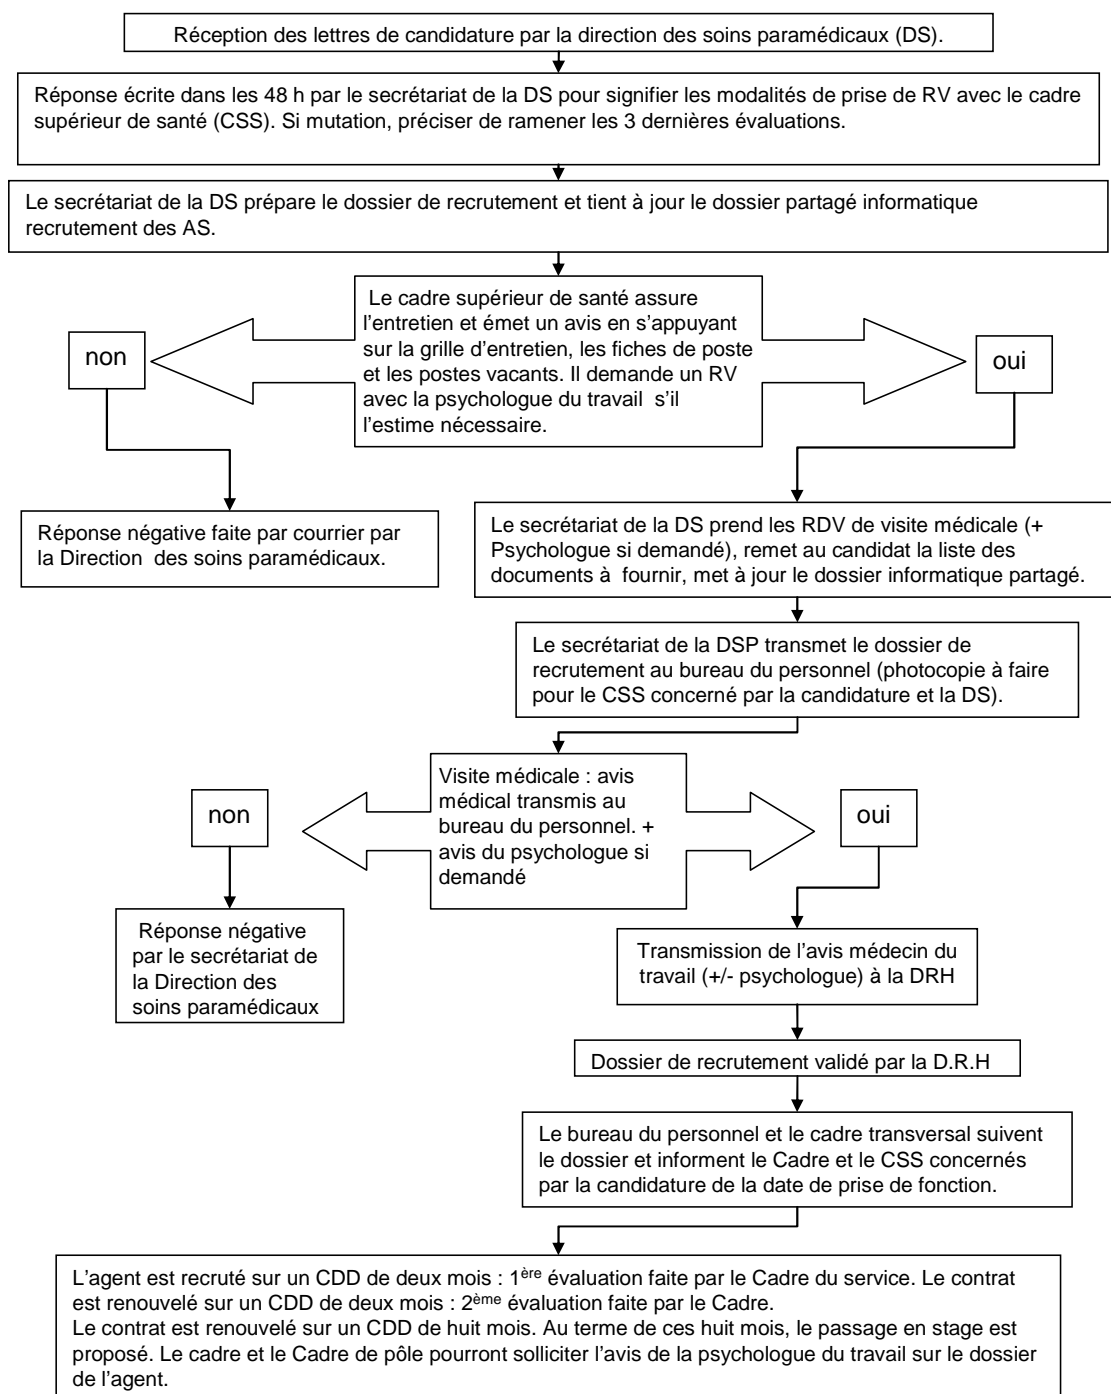 Réception des lettres de candidature par la direction des soins paramédicaux (DS).
Réponse écrite dans les 48 h par le secrétariat de la DS pour signifier les modalités de prise de RV avec le cadre
supérieur de santé (CSS). Si mutation, préciser de ramener les 3 dernières évaluations.
Le secrétariat de la DS prépare le dossier de recrutement et tient à jour le dossier partagé informatique
recrutement des AS.
Le cadre supérieur de santé assure
l’entretien et émet un avis en s’appuyant
sur la grille d’entretien, les fiches de poste
et les postes vacants. Il demande un RV
avec la psychologue du travail s’il
l’estime nécessaire.
non
oui
Réponse négative faite par courrier par
la Direction des soins paramédicaux.
Le secrétariat de la DS prend les RDV de visite médicale (+
Psychologue si demandé), remet au candidat la liste des
documents à fournir, met à jour le dossier informatique partagé.
Le secrétariat de la DSP transmet le dossier de
recrutement au bureau du personnel (photocopie à faire
pour le CSS concerné par la candidature et la DS).
Visite médicale : avis
médical transmis au
bureau du personnel. +
avis du psychologue si
demandé
non
oui
Réponse négative
par le secrétariat de
la Direction des
soins paramédicaux
Transmission de l’avis médecin du
travail (+/- psychologue) à la DRH
Dossier de recrutement validé par la D.R.H
Le bureau du personnel et le cadre transversal suivent
le dossier et informent le Cadre et le CSS concernés
par la candidature de la date de prise de fonction.
L’agent est recruté sur un CDD de deux mois : 1ère évaluation faite par le Cadre du service. Le contrat
est renouvelé sur un CDD de deux mois : 2ème évaluation faite par le Cadre.
Le contrat est renouvelé sur un CDD de huit mois. Au terme de ces huit mois, le passage en stage est
proposé. Le cadre et le Cadre de pôle pourront solliciter l’avis de la psychologue du travail sur le dossier
de l’agent.